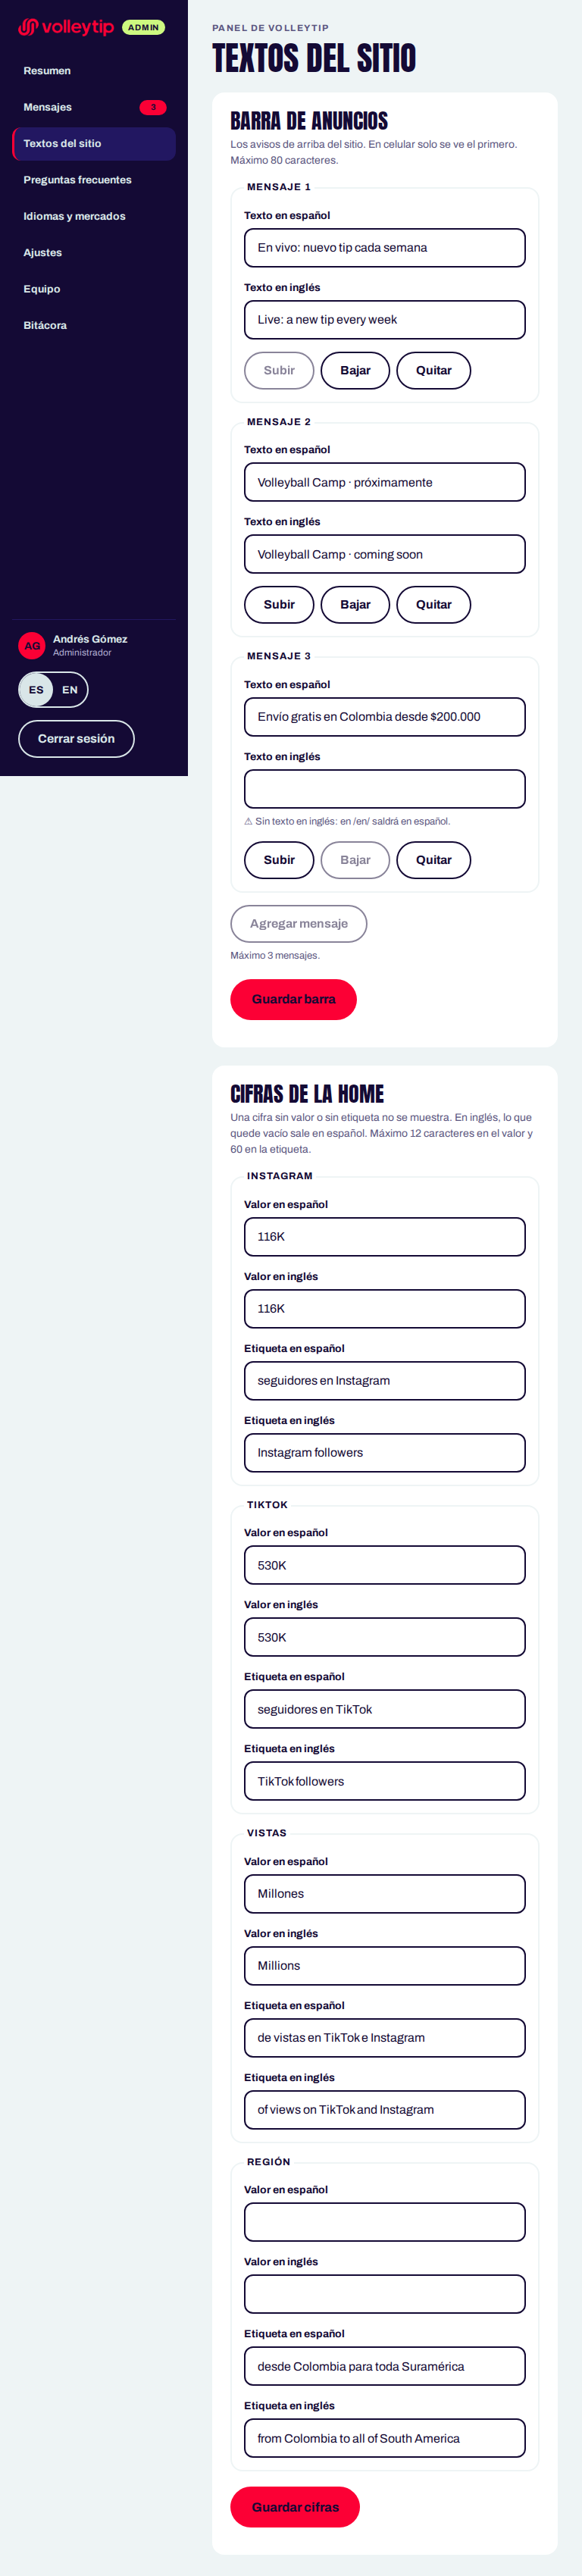 volleytip ADMIN
Resumen
Mensajes 3
Textos del sitio
Preguntas frecuentes
Idiomas y mercados
Ajustes
Equipo
Bitácora
AG Andrés Gómez
Administrador
ES EN
Cerrar sesión
PANEL DE VOLLEYTIP
TEXTOS DEL SITIO
BARRA DE ANUNCIOS
Los avisos de arriba del sitio. En celular solo se ve el primero.
Máximo 80 caracteres.
MENSAJE 1
Texto en español
En vivo: nuevo tip cada semana
Texto en inglés
Live: a new tip every week
Subir Bajar Quitar
MENSAJE 2
Texto en español
Volleyball Camp · próximamente
Texto en inglés
Volleyball Camp · coming soon
Subir Bajar Quitar
MENSAJE 3
Texto en español
Envío gratis en Colombia desde $200.000
Texto en inglés
⚠ Sin texto en inglés: en /en/ saldrá en español.
Subir Bajar Quitar
Agregar mensaje
Máximo 3 mensajes.
Guardar barra
CIFRAS DE LA HOME
Una cifra sin valor o sin etiqueta no se muestra. En inglés, lo que
quede vacío sale en español. Máximo 12 caracteres en el valor y
60 en la etiqueta.
INSTAGRAM
Valor en español
116K
Valor en inglés
116K
Etiqueta en español
seguidores en Instagram
Etiqueta en inglés
Instagram followers
TIKTOK
Valor en español
530K
Valor en inglés
530K
Etiqueta en español
seguidores en TikTok
Etiqueta en inglés
TikTok followers
VISTAS
Valor en español
Millones
Valor en inglés
Millions
Etiqueta en español
de vistas en TikTok e Instagram
Etiqueta en inglés
of views on TikTok and Instagram
REGIÓN
Valor en español
Valor en inglés
Etiqueta en español
desde Colombia para toda Suramérica
Etiqueta en inglés
from Colombia to all of South America
Guardar cifras